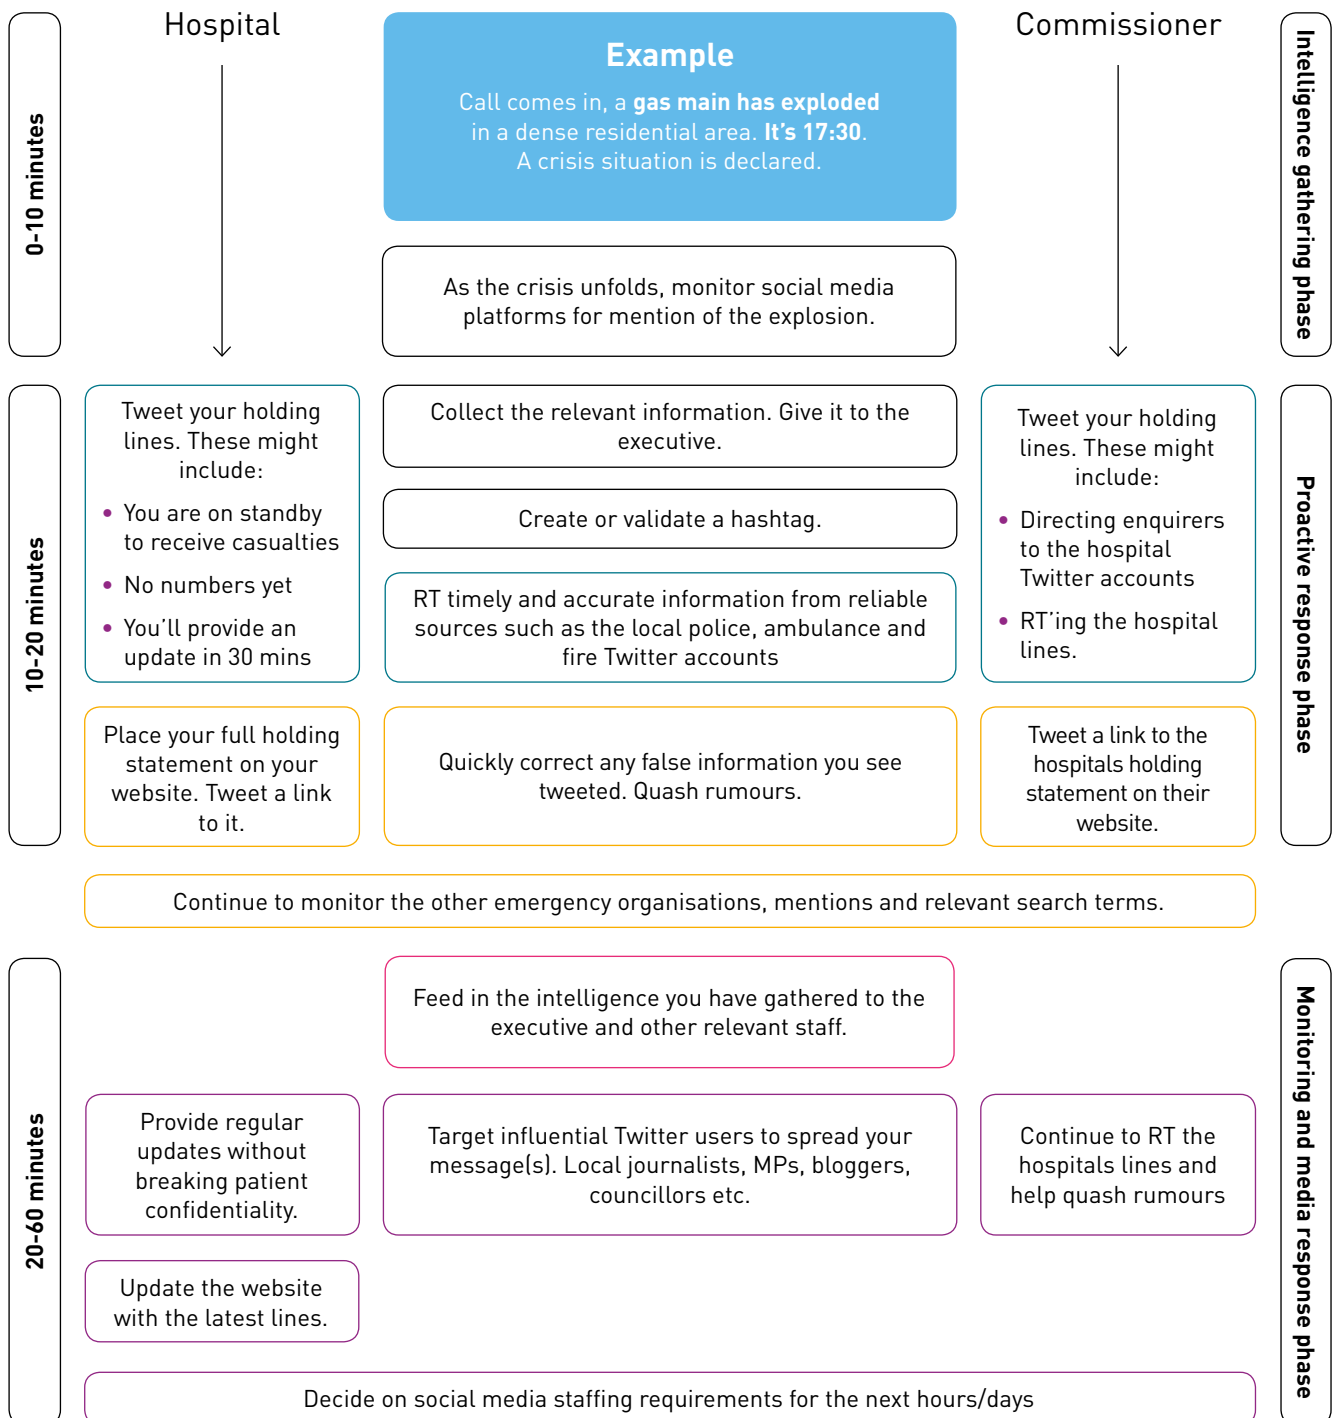 Hospital
Commissioner
0-10 minutes
Intelligence gathering phase
Example
Call comes in, a gas main has exploded
in a dense residential area. It's 17:30.
A crisis situation is declared.
As the crisis unfolds, monitor social media
platforms for mention of the explosion.
10-20 minutes
Proactive response phase
Tweet your holding
lines. These might
include:
• You are on standby
to receive casualties
• No numbers yet
• You'll provide an
update in 30 mins
Collect the relevant information. Give it to the
executive.
Create or validate a hashtag.
RT timely and accurate information from reliable
sources such as the local police, ambulance and
fire Twitter accounts
Tweet your holding
lines. These might
include:
• Directing enquirers
to the hospital
Twitter accounts
• RT'ing the hospital
lines.
Place your full holding
statement on your
website. Tweet a link
to it.
Quickly correct any false information you see
tweeted. Quash rumours.
Tweet a link to the
hospitals holding
statement on their
website.
Continue to monitor the other emergency organisations, mentions and relevant search terms.
20-60 minutes
Monitoring and media response phase
Feed in the intelligence you have gathered to the
executive and other relevant staff.
Provide regular
updates without
breaking patient
confidentiality.
Target influential Twitter users to spread your
message(s). Local journalists, MPs, bloggers,
councillors etc.
Continue to RT the
hospitals lines and
help quash rumours
Update the website
with the latest lines.
Decide on social media staffing requirements for the next hours/days